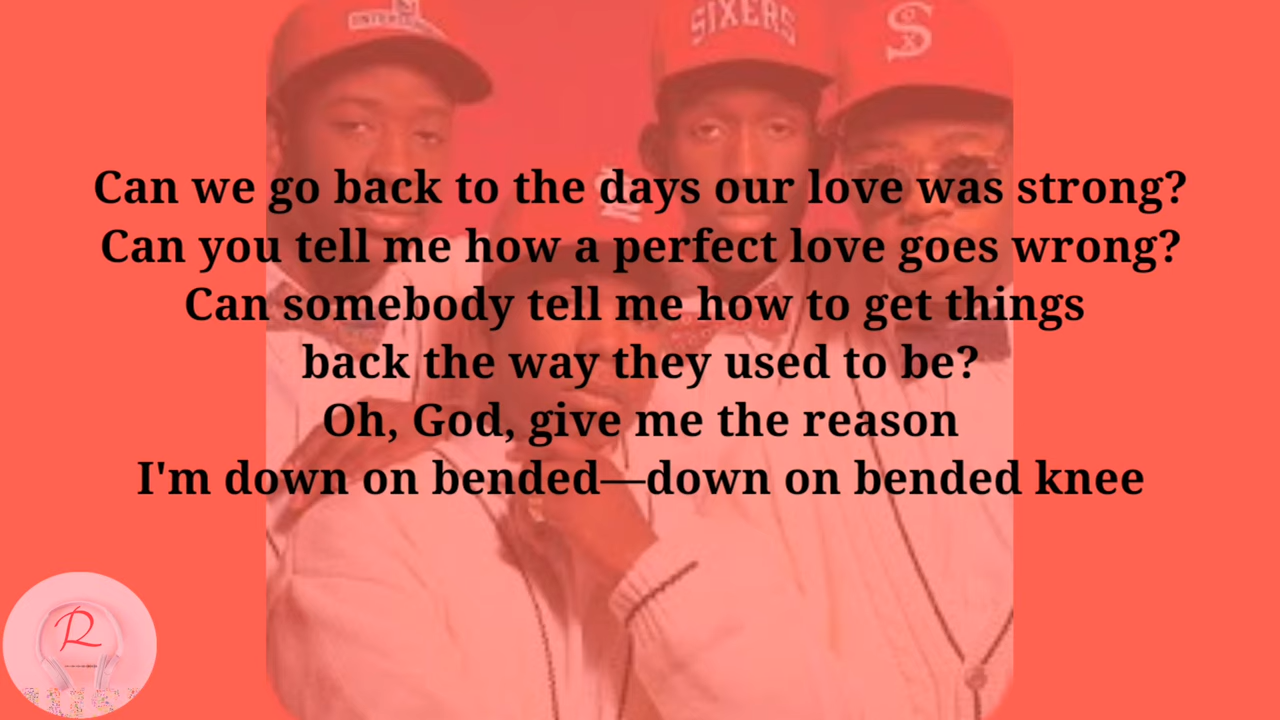 SIXERS
Can we go back to the days our love was strong?
Can you tell me how a perfect love goes wrong?
Can somebody tell me how to get things
back the way they used to be?
Oh, God, give me the reason
I'm down on bended—down on bended knee
R